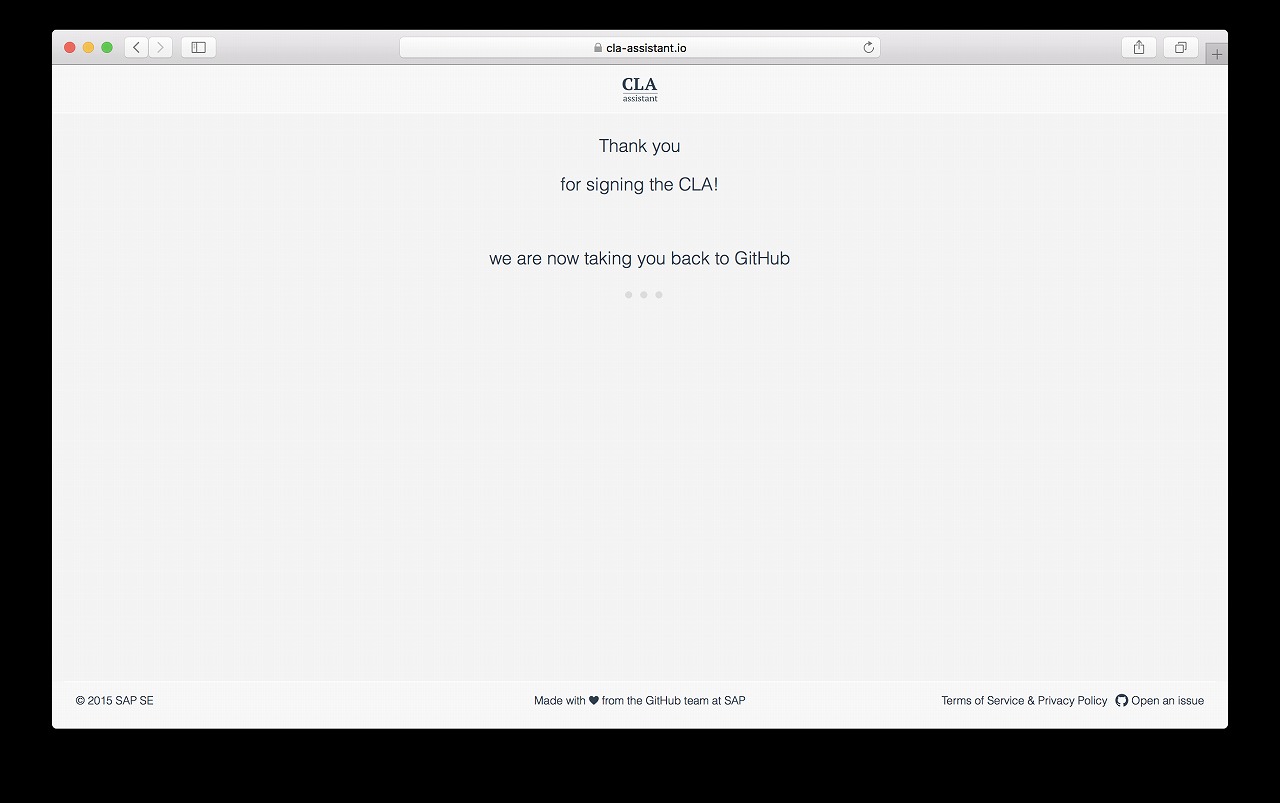 cla-assistant.io
CLA
assistant
Thank you
for signing the CLA!
we are now taking you back to GitHub
© 2015 SAP SE
Made with ♥ from the GitHub team at SAP
Terms of Service & Privacy Policy
Open an issue